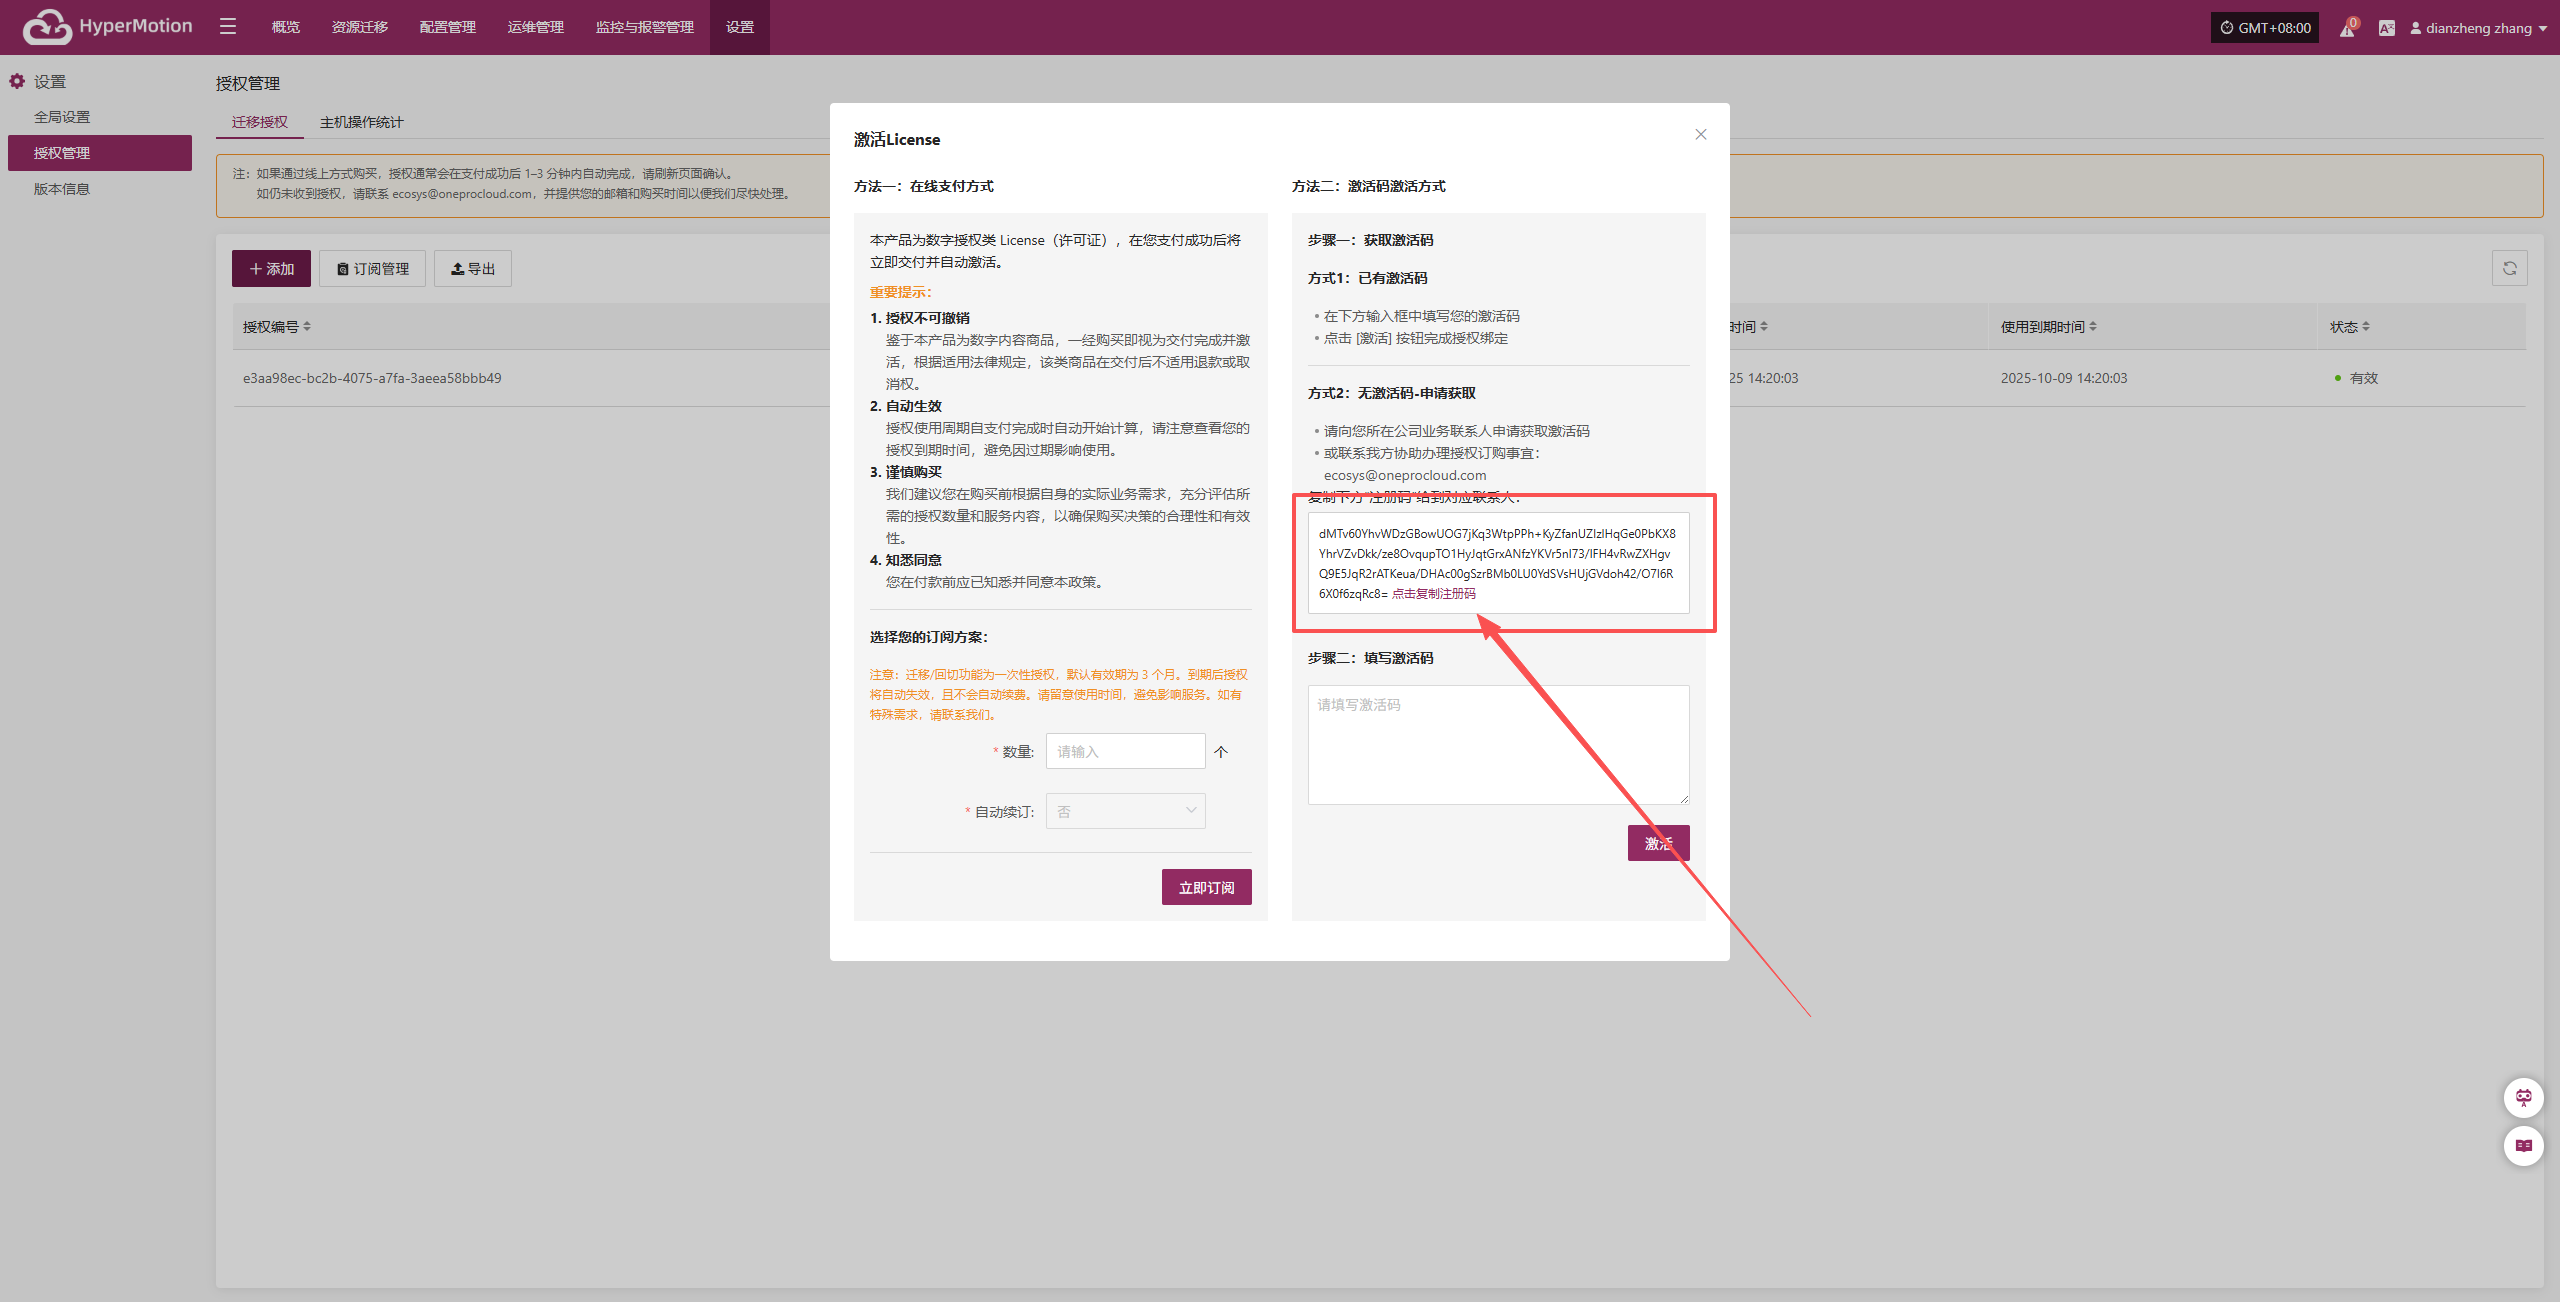 HyperMotion
概览
资源迁移
配置管理
运维管理
监控与报警管理
设置
GMT+08:00
0
dianzheng zhang
设置
全局设置
授权管理
版本信息
授权管理
迁移授权
主机操作统计
注：如果通过线上方式购买，授权通常会在支付成功后 1-3 分钟内自动完成，请刷新页面确认。
如仍未收到授权，请联系 ecosys@oneprocloud.com，并提供您的邮箱和购买时间以便我们尽快处理。
添加
订阅管理
导出
授权编号
时间
使用到期时间
状态
e3aa98ec-bc2b-4075-a7fa-3aeea58bbb49
25 14:20:03
2025-10-09 14:20:03
有效
激活License
方法一：在线支付方式
本产品为数字授权类 License（许可证），在您支付成功后将
立即交付并自动激活。
重要提示：
1. 授权不可撤销
鉴于本产品为数字内容商品，一经购买即视为交付完成并激
活，根据适用法律规定，该类商品在交付后不适用退款或取
消权。
2. 自动生效
授权使用周期自支付完成时自动开始计算，请注意查看您的
授权到期时间，避免因过期影响使用。
3. 谨慎购买
我们建议您在购买前根据自身的实际业务需求，充分评估所
需的授权数量和服务内容，以确保购买决策的合理性和有效
性。
4. 知悉同意
您在付款前应已知悉并同意本政策。
选择您的订阅方案：
注意：迁移/回切功能为一次性授权，默认有效期为 3 个月。到期后授权
将自动失效，且不会自动续费。请留意使用时间，避免影响服务。如有
特殊需求，请联系我们。
* 数量: 请输入 个
* 自动续订: 否
立即订阅
方法二：激活码激活方式
步骤一：获取激活码
方式1：已有激活码
• 在下方输入框中填写您的激活码
• 点击 [激活] 按钮完成授权绑定
方式2：无激活码-申请获取
• 请向您所在公司业务联系人申请获取激活码
• 或联系我方协助办理授权订购事宜：
ecosys@oneprocloud.com
复制下方"注册码"给到对应联系人：
dMTv60YhvWDzGBowUOG7jKq3WtpPPh+KyZfanUZIzIHqGe0PbKX8
YhrVZvDkk/ze8OvqupTO1HyJqtGrxANfzYKVr5nI73/IFH4vRwZXHgv
Q9E5JqR2rATKeua/DHAc00gSzrBMb0LU0YdSVsHUjGVdoh42/O7I6R
6X0f6zqRc8= 点击复制注册码
步骤二：填写激活码
请填写激活码
激活